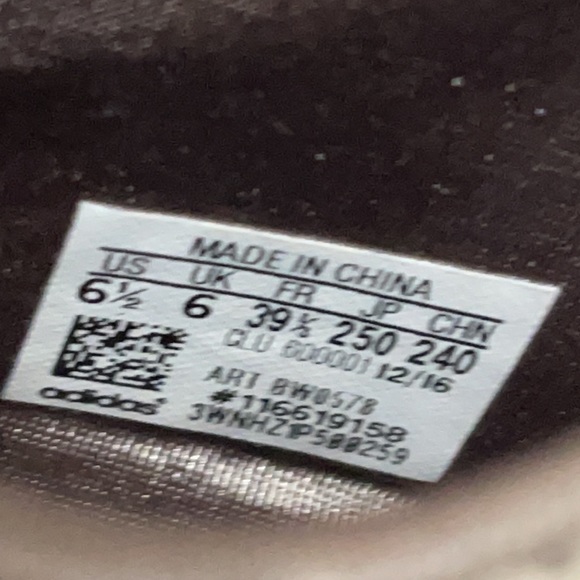 MADE IN CHINA
US UK FR JP CHN
6½ 6 39⅓ 250 240
CLU 600001 12/16
ART BW0578
#116619158
3WNHZ1P500259
adidas